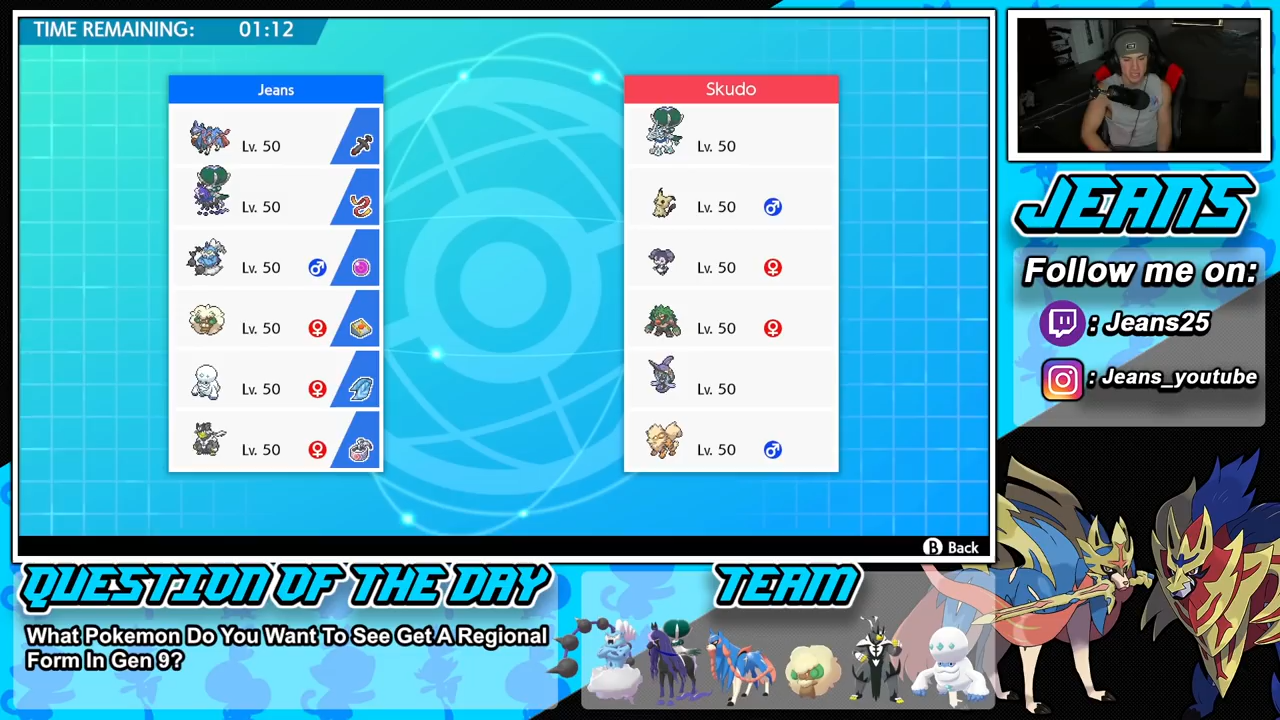 TIME REMAINING: 01:12
Jeans
Lv. 50
Lv. 50
Lv. 50
Lv. 50
Lv. 50
Lv. 50
Skudo
Lv. 50
Lv. 50
Lv. 50
Lv. 50
Lv. 50
Lv. 50
B Back
JEANS
Follow me on:
: Jeans25
: Jeans_youtube
QUESTION OF THE DAY
What Pokemon Do You Want To See Get A Regional
Form In Gen 9?
TEAM